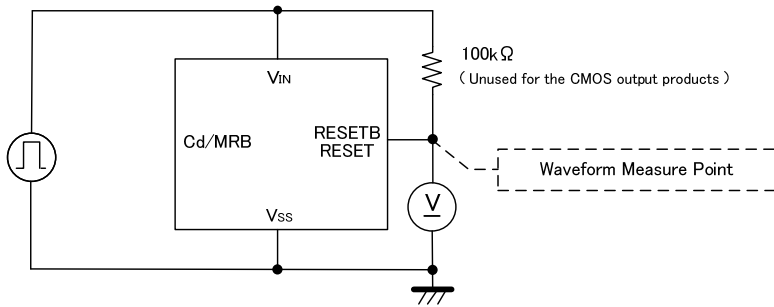 100kΩ
（Unused for the CMOS output products）
VIN
Cd/MRB
RESETB
RESET
Waveform Measure Point
V
VSS